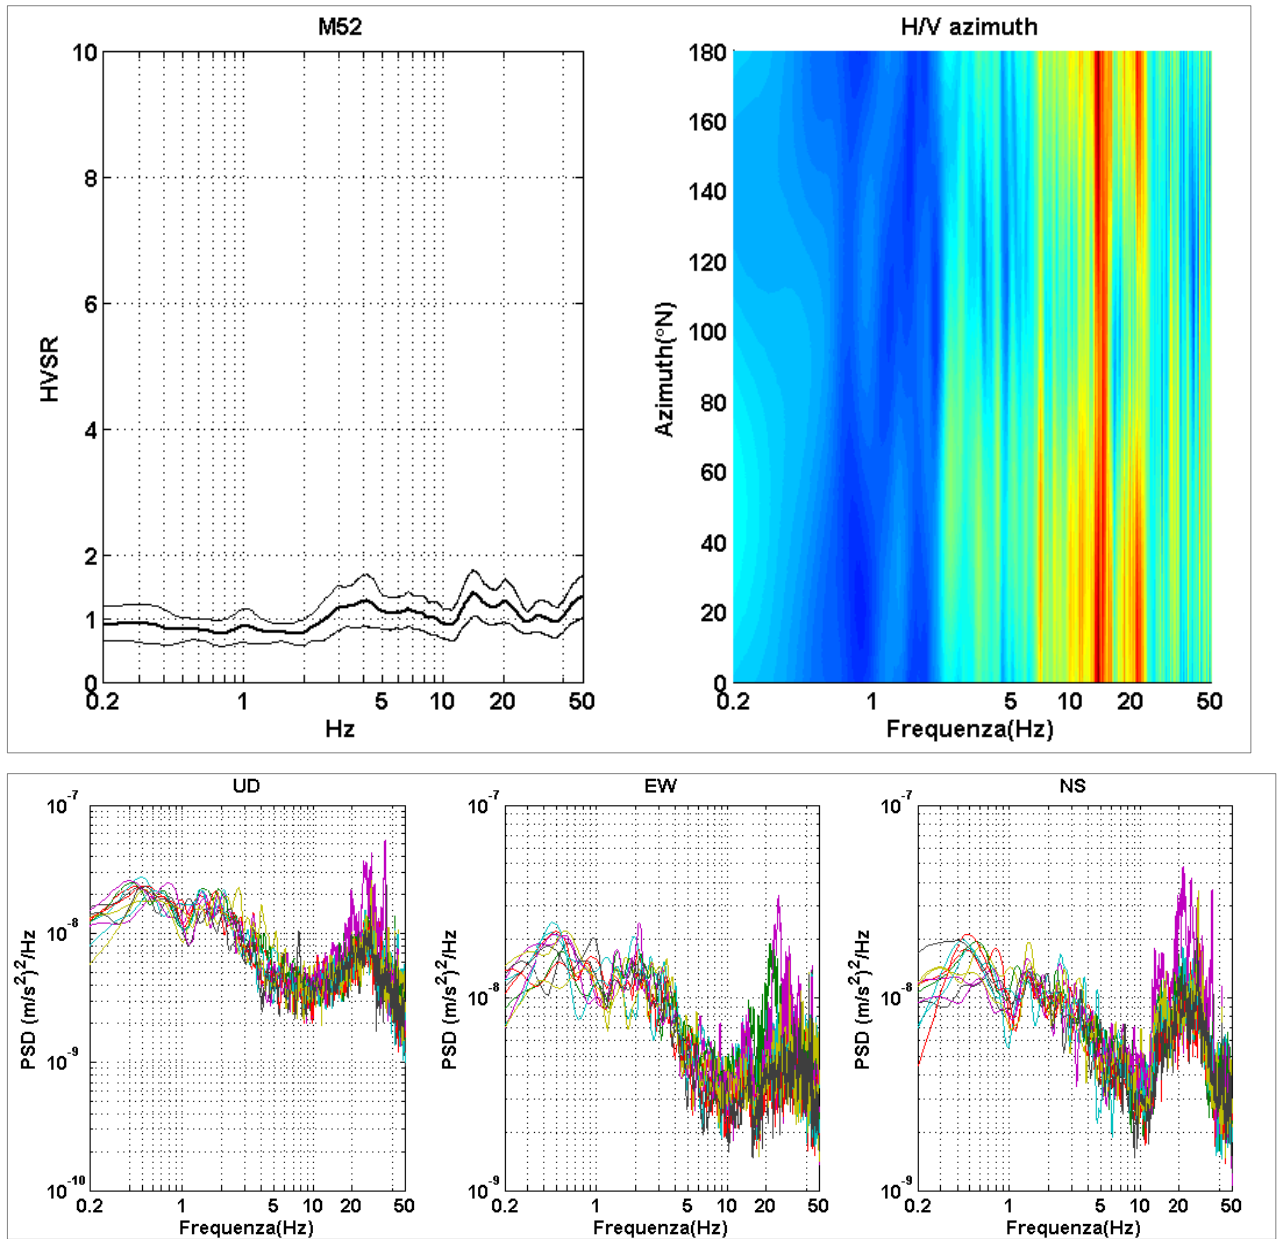 M52
10
8
6
4
2
1
0
HVSR
0.2 1 5 10 20 50
Hz
H/V azimuth
180
160
140
120
100
80
60
40
20
0
Azimuth(°N)
0.2 1 5 10 20 50
Frequenza(Hz)
UD
10^-7
10^-8
10^-9
10^-10
PSD (m/s^2)^2/Hz
0.2 1 5 10 20 50
Frequenza(Hz)
EW
10^-7
10^-8
10^-9
PSD (m/s^2)^2/Hz
0.2 1 5 10 20 50
Frequenza(Hz)
NS
10^-7
10^-8
10^-9
PSD (m/s^2)^2/Hz
0.2 1 5 10 20 50
Frequenza(Hz)